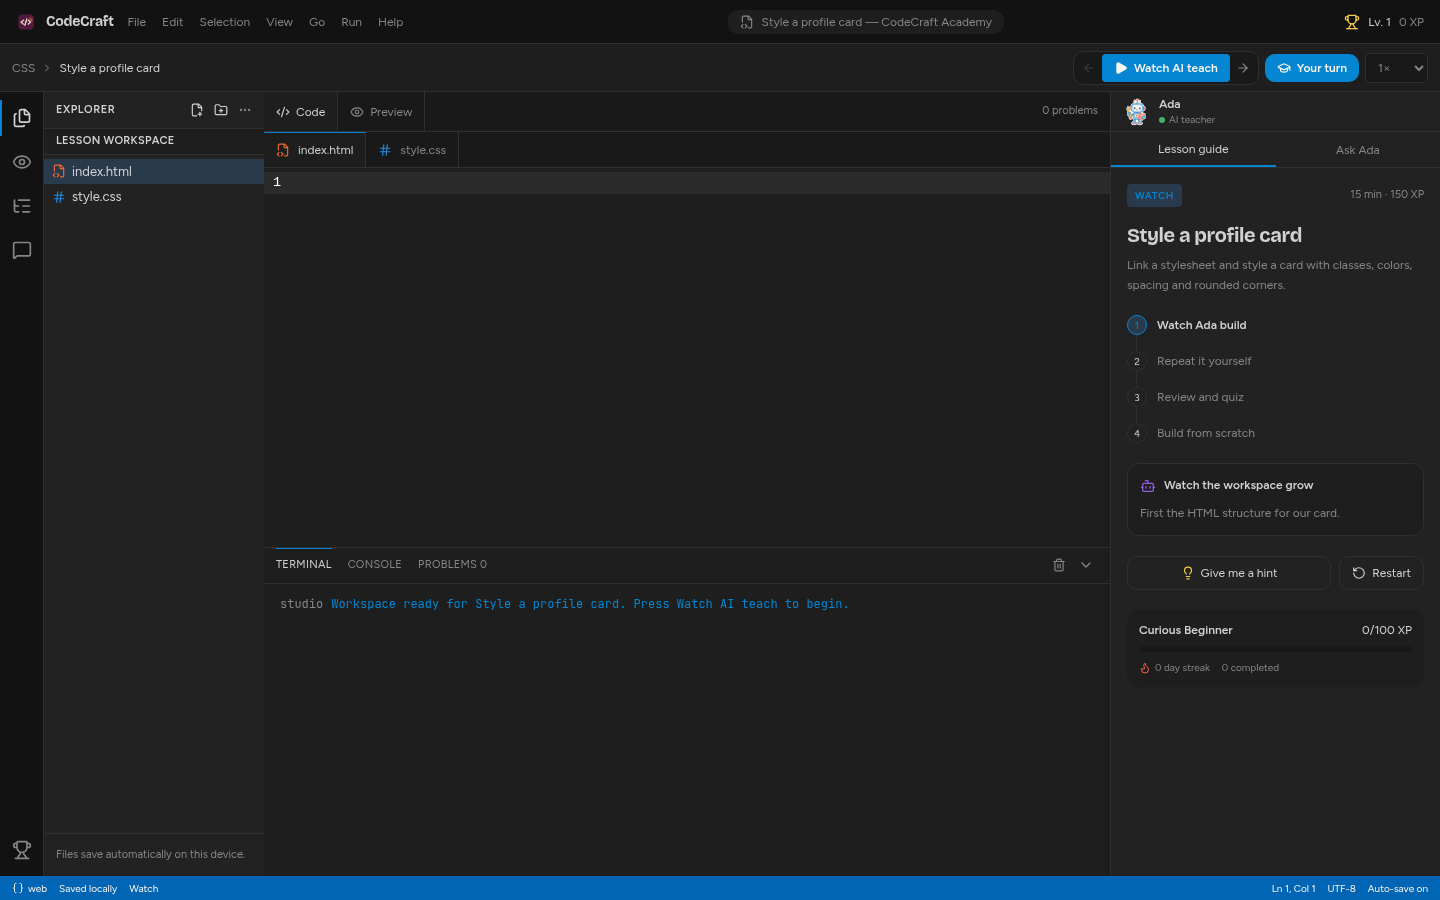 CodeCraft File Edit Selection View Go Run Help
Style a profile card — CodeCraft Academy
Lv. 1 0 XP
CSS > Style a profile card
Watch AI teach
Your turn
1×
EXPLORER
LESSON WORKSPACE
index.html
style.css
Files save automatically on this device.
Code Preview
0 problems
index.html style.css
1
TERMINAL CONSOLE PROBLEMS 0
studio Workspace ready for Style a profile card. Press Watch AI teach to begin.
Ada
AI teacher
Lesson guide Ask Ada
WATCH 15 min · 150 XP
Style a profile card
Link a stylesheet and style a card with classes, colors,
spacing and rounded corners.
1 Watch Ada build
2 Repeat it yourself
3 Review and quiz
4 Build from scratch
Watch the workspace grow
First the HTML structure for our card.
Give me a hint Restart
Curious Beginner 0/100 XP
0 day streak 0 completed
{} web Saved locally Watch
Ln 1, Col 1 UTF-8 Auto-save on